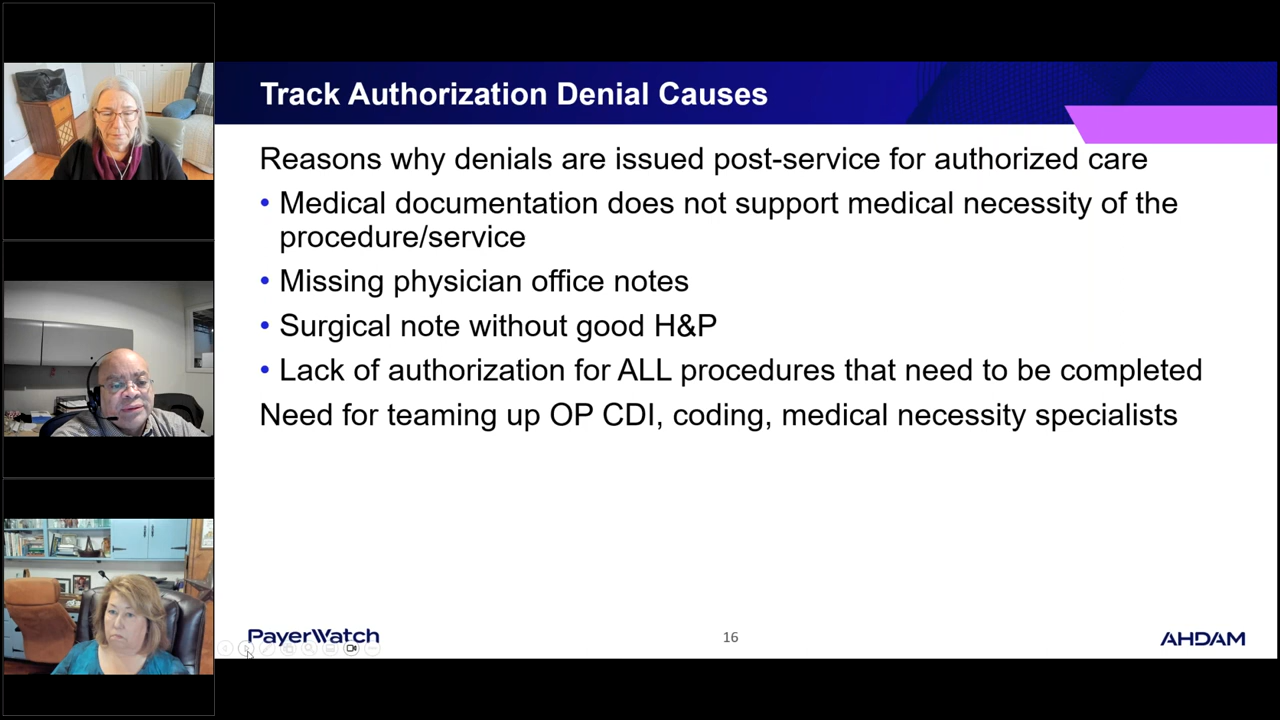 Track Authorization Denial Causes
Reasons why denials are issued post-service for authorized care
• Medical documentation does not support medical necessity of the
procedure/service
• Missing physician office notes
• Surgical note without good H&P
• Lack of authorization for ALL procedures that need to be completed
Need for teaming up OP CDI, coding, medical necessity specialists
PayerWatch
16
AHDAM